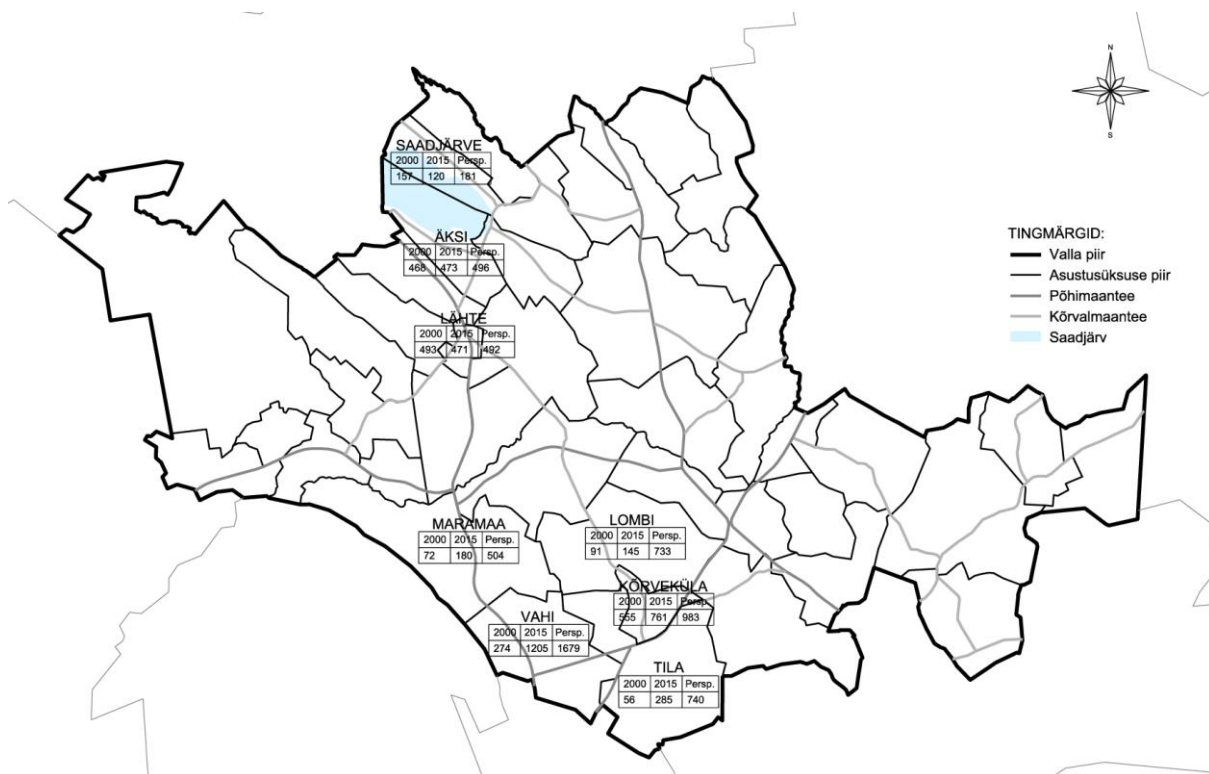 N
S
SAADJÄRVE
2000 2015 Persp.
157 120 181
ÄKSI
2000 2015 Persp.
468 473 496
LÄHTE
2000 2015 Persp.
493 471 492
TINGMÄRGID:
Valla piir
Asustusüksuse piir
Põhimaantee
Kõrvalmaantee
Saadjärv
MARAMAA
2000 2015 Persp.
72 180 504
LOMBI
2000 2015 Persp.
91 145 733
KÕRVEKÜLA
2000 2015 Persp.
555 761 983
VAHI
2000 2015 Persp.
274 1205 1679
TILA
2000 2015 Persp.
56 285 740